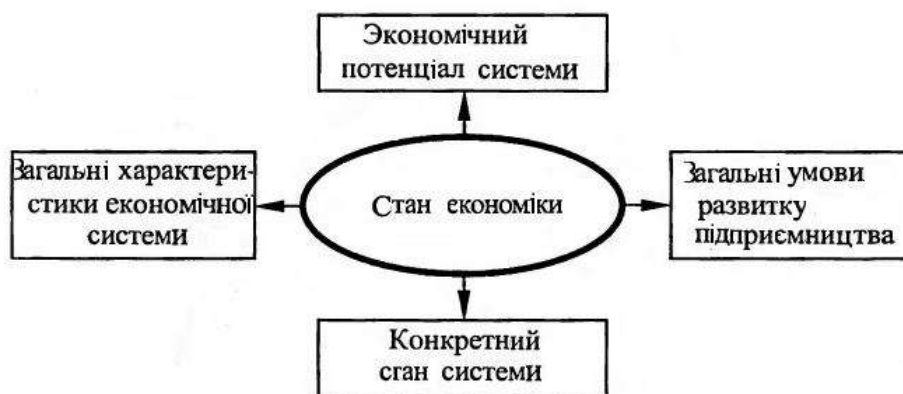 Экономічний
потенціал системи
Загальні характери-
стики економічної
системи
Стан економіки
Загальні умови
развитку
підприємництва
Конкретний
сган системи